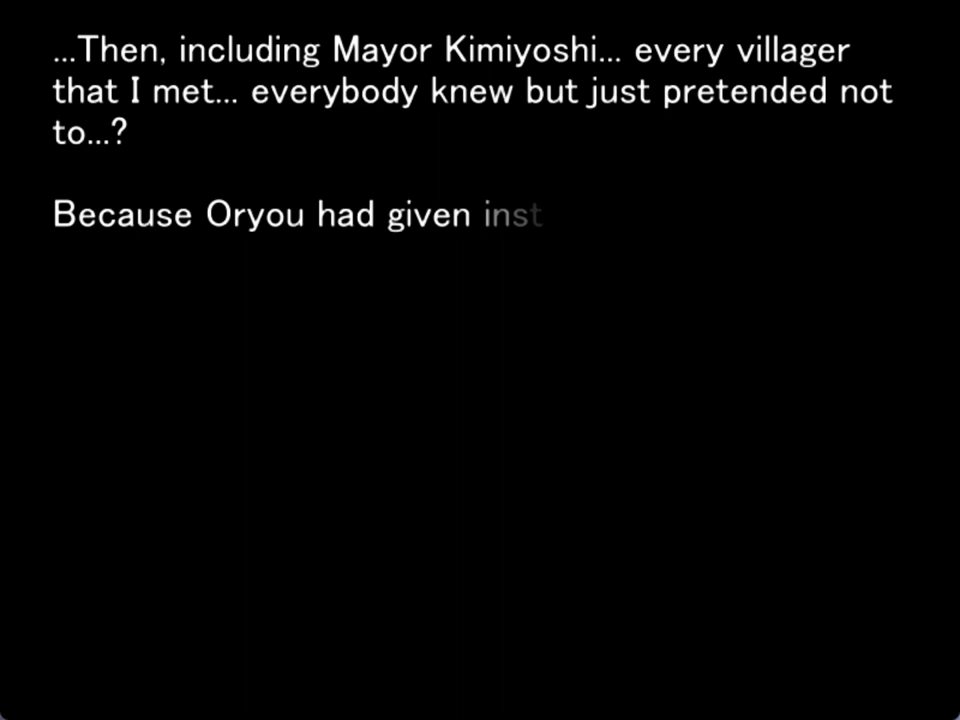 ...Then, including Mayor Kimiyoshi... every villager
that I met... everybody knew but just pretended not
to...?
Because Oryou had given inst